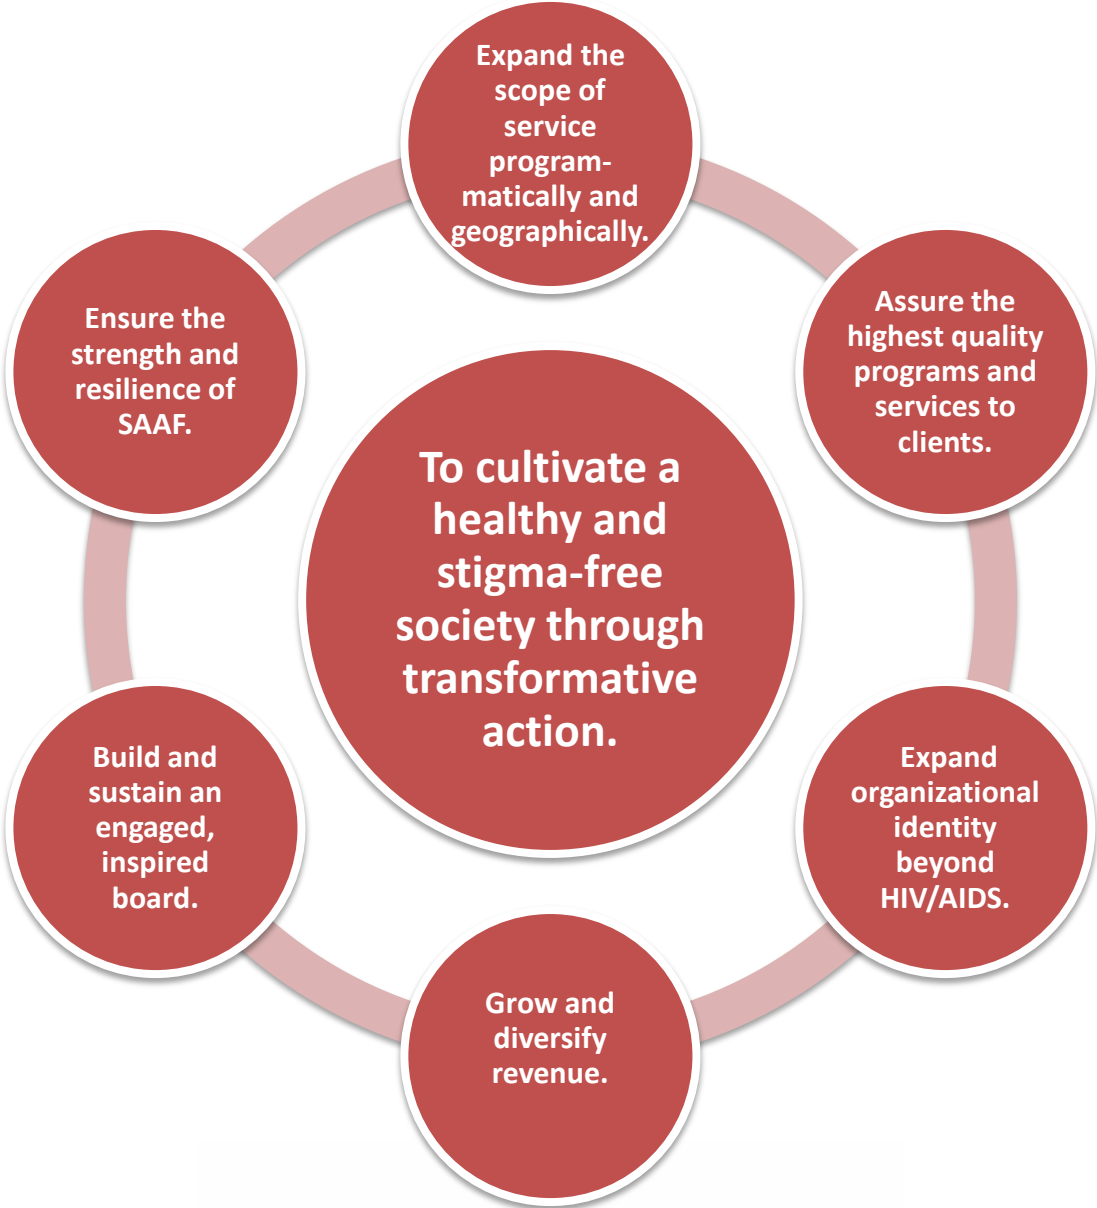 Expand the
scope of
service
program-
matically and
geographically.
Assure the
highest quality
programs and
services to
clients.
Expand
organizational
identity
beyond
HIV/AIDS.
Grow and
diversify
revenue.
Build and
sustain an
engaged,
inspired
board.
Ensure the
strength and
resilience of
SAAF.
To cultivate a
healthy and
stigma-free
society through
transformative
action.